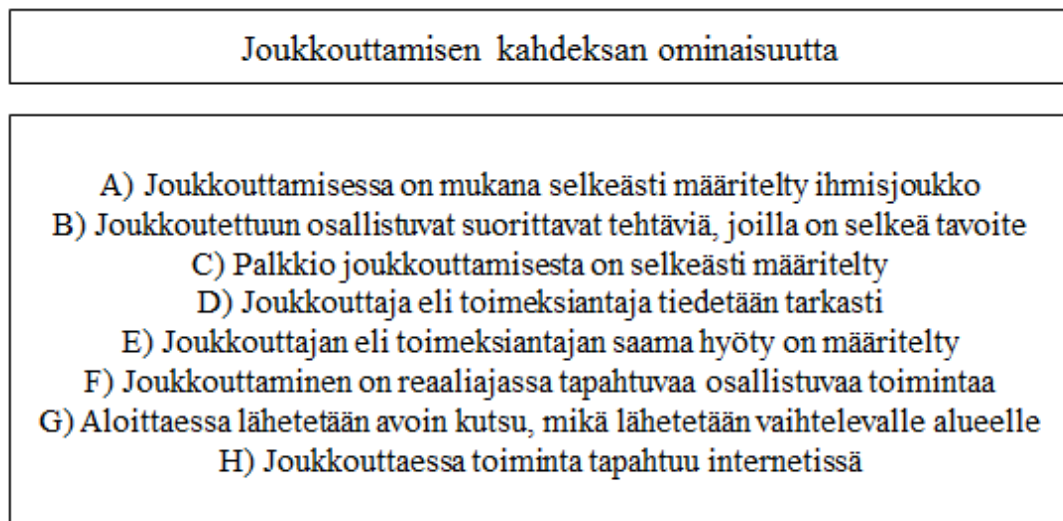 Joukkouttamisen kahdeksan ominaisuutta
A) Joukkouttamisessa on mukana selkeästi määritelty ihmisjoukko
B) Joukkoutettuun osallistuvat suorittavat tehtäviä, joilla on selkeä tavoite
C) Palkkio joukkouttamisesta on selkeästi määritelty
D) Joukkouttaja eli toimeksiantaja tiedetään tarkasti
E) Joukkouttajan eli toimeksiantajan saama hyöty on määritelty
F) Joukkouttaminen on reaaliajassa tapahtuvaa osallistuvaa toimintaa
G) Aloittaessa lähetetään avoin kutsu, mikä lähetetään vaihtelevalle alueelle
H) Joukkouttaessa toiminta tapahtuu internetissä